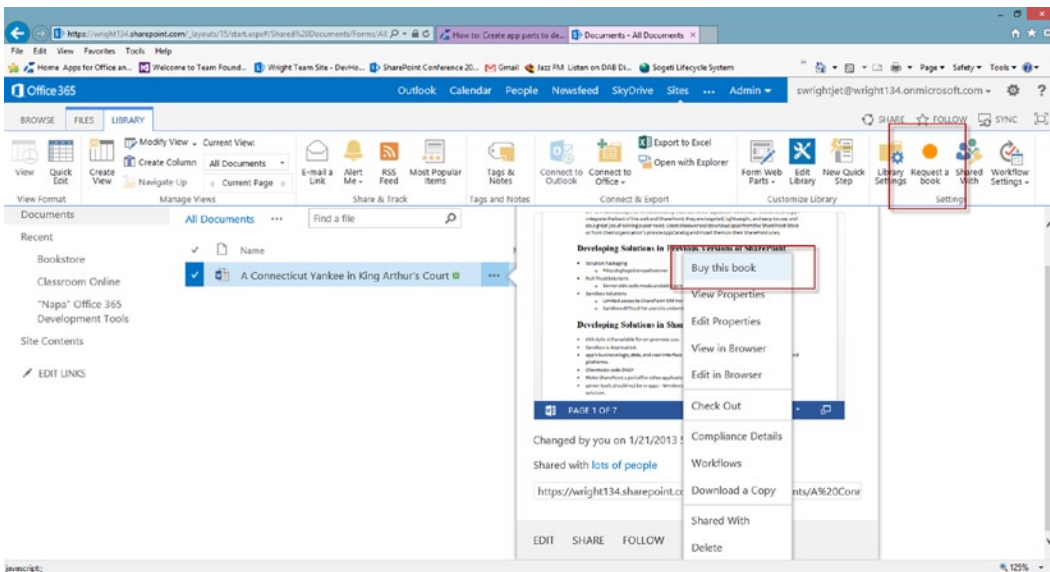 https://wright134.sharepoint.com/_layouts/15/start.aspx#/Shared%20Documents/Forms/All
How to: Create app parts to de...
Documents - All Documents
File Edit View Favorites Tools Help
Home Apps for Office an...
Welcome to Team Found...
Wright Team Site - DevHo...
SharePoint Conference 20...
Gmail
Jazz FM Listen on DAB Di...
Sogeti Lifecycle System
Page
Safety
Tools
Office 365
Outlook Calendar People Newsfeed SkyDrive Sites ... Admin
swrightjet@wright134.onmicrosoft.com
?
BROWSE FILES LIBRARY
SHARE FOLLOW SYNC
View
Quick Edit
Create View
Modify View
Create Column
Navigate Up
Current View:
All Documents
Current Page
E-mail a Link
Alert Me
RSS Feed
Most Popular Items
Tags & Notes
Connect to Outlook
Connect to Office
Export to Excel
Open with Explorer
Form Web Parts
Edit Library
New Quick Step
Library Settings
Request a book
Shared With
Workflow Settings
View Format
Manage Views
Share & Track
Tags and Notes
Connect & Export
Customize Library
Settings
Documents
Recent
Bookstore
Classroom Online
"Napa" Office 365
Development Tools
Site Contents
EDIT LINKS
All Documents ...
Find a file
Name
A Connecticut Yankee in King Arthur's Court
Developing Solutions in Previous Versions of SharePoint
Developing Solutions in Shar
PAGE 1 OF 7
Changed by you on 1/21/2013
Shared with lots of people
https://wright134.sharepoint.co
nts/A%20Conr
EDIT SHARE FOLLOW
Buy this book
View Properties
Edit Properties
View in Browser
Edit in Browser
Check Out
Compliance Details
Workflows
Download a Copy
Shared With
Delete
javascript:;
125%